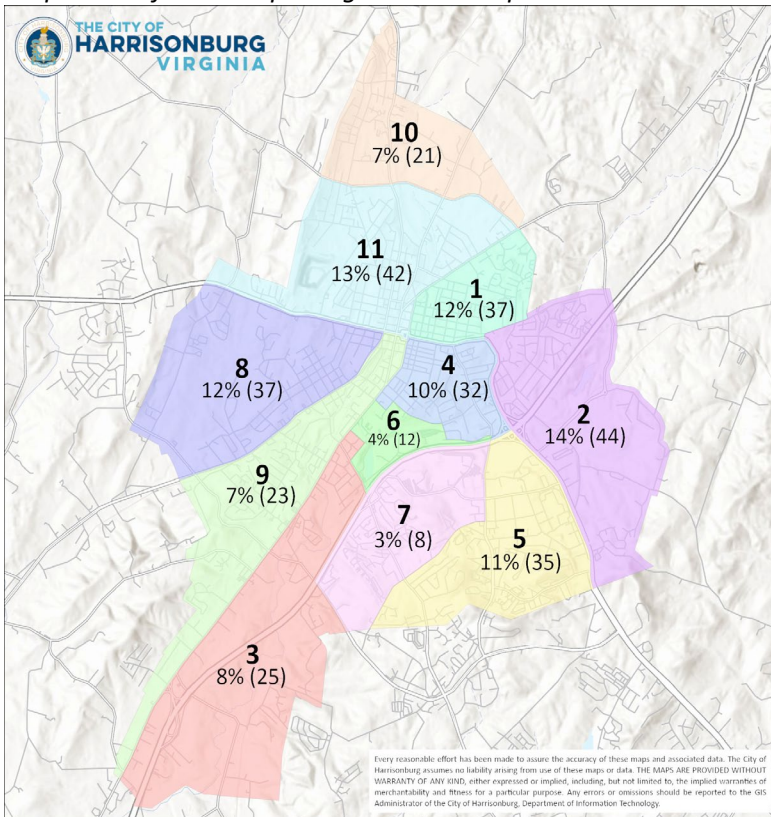 THE CITY OF
HARRISONBURG
VIRGINIA
10
7% (21)
11
13% (42)
1
12% (37)
8
12% (37)
4
10% (32)
2
14% (44)
6
4% (12)
9
7% (23)
7
3% (8)
5
11% (35)
3
8% (25)
Every reasonable effort has been made to assure the accuracy of these maps and associated data. The City of
Harrisonburg assumes no liability arising from use of these maps or data. THE MAPS ARE PROVIDED WITHOUT
WARRANTY OF ANY KIND, either expressed or implied, including, but not limited to, the implied warranties of
merchantability and fitness for a particular purpose. Any errors or omissions should be reported to the GIS
Administrator of the City of Harrisonburg, Department of Information Technology.